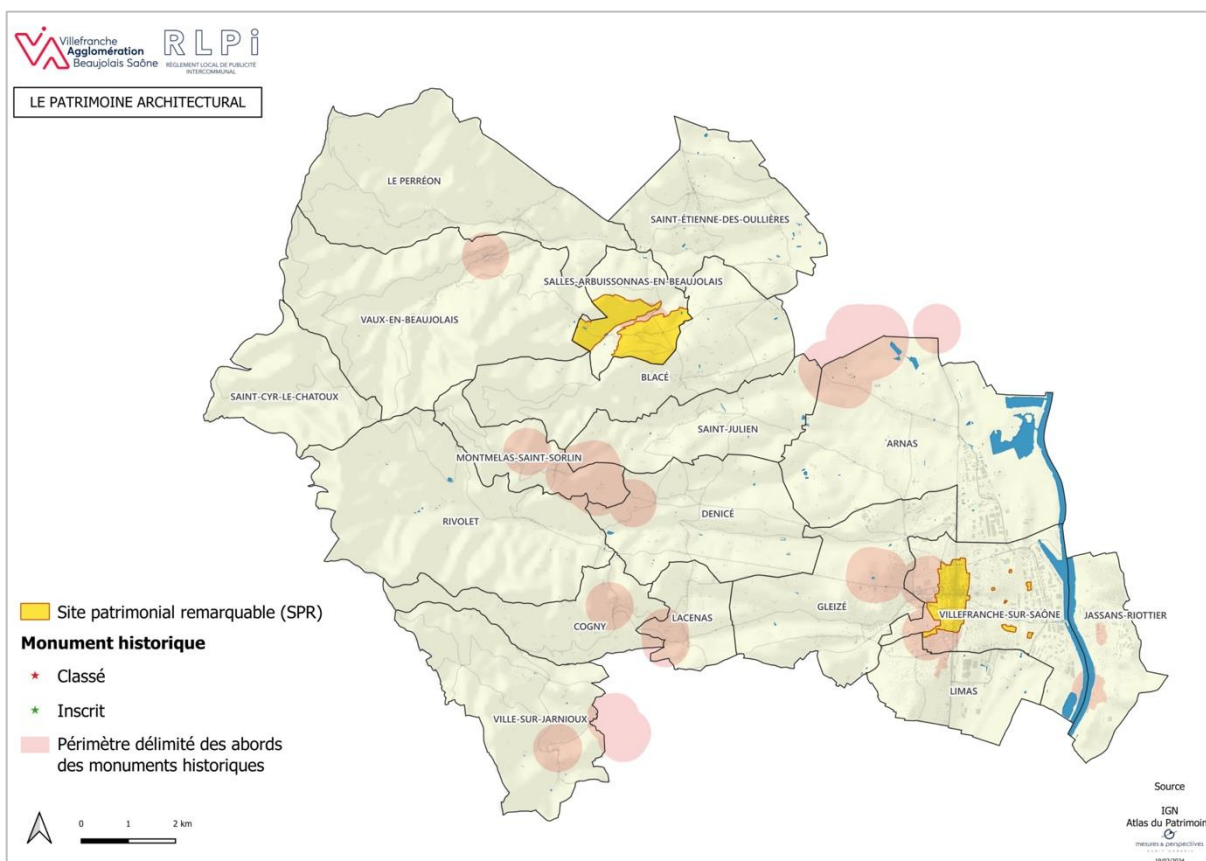 Villefranche
Agglomération
Beaujolais Saône
RLPi
RÈGLEMENT LOCAL DE PUBLICITÉ
INTERCOMMUNAL
LE PATRIMOINE ARCHITECTURAL
LE PERRÉON
SAINT-ÉTIENNE-DES-OULLIÈRES
SALLES-ARBUISSONNAS-EN-BEAUJOLAIS
VAUX-EN-BEAUJOLAIS
BLACÉ
SAINT-CYR-LE-CHATOUX
SAINT-JULIEN
ARNAS
MONTMELAS-SAINT-SORLIN
RIVOLET
DENICÉ
GLEIZÉ
VILLEFRANCHE-SUR-SAÔNE
JASSANS-RIOTTIER
LACENAS
COGNY
LIMAS
VILLE-SUR-JARNIOUX
Site patrimonial remarquable (SPR)
Monument historique
Classé
Inscrit
Périmètre délimité des abords
des monuments historiques
0 1 2 km
Source
IGN
Atlas du Patrimoin
mesures & perspectives